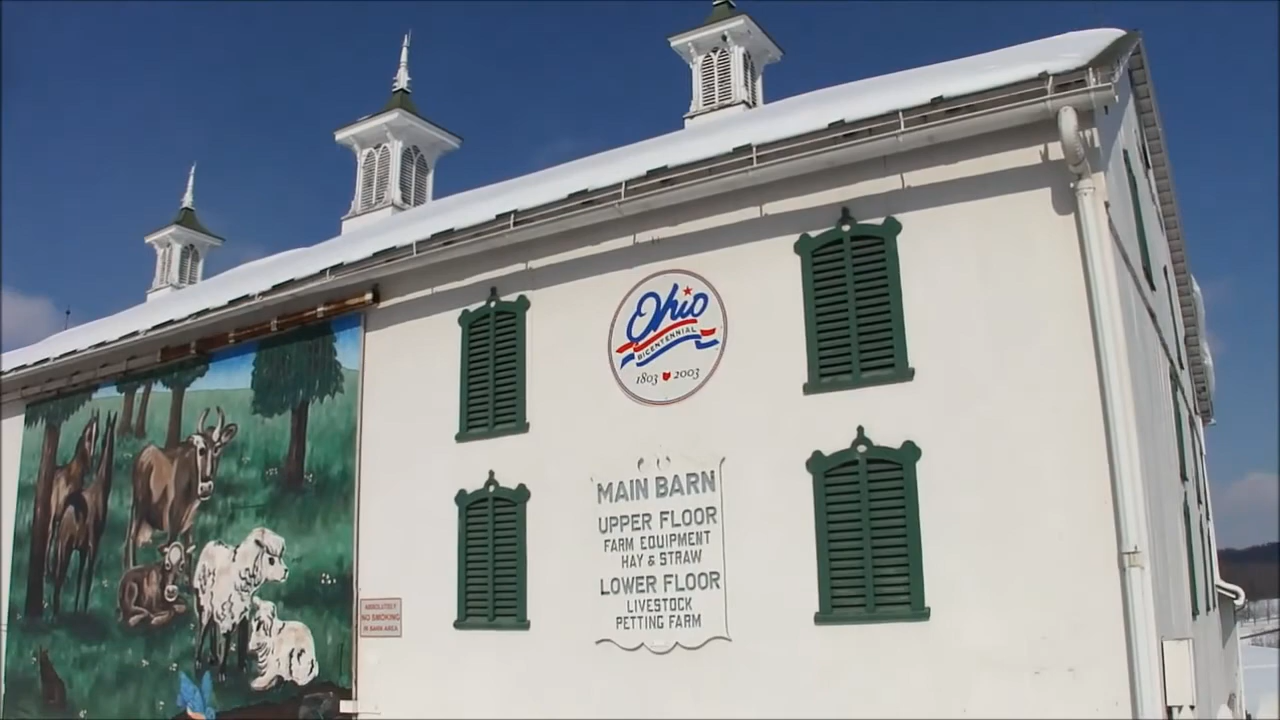 Ohio
BICENTENNIAL
1803 2003
MAIN BARN
UPPER FLOOR
FARM EQUIPMENT
HAY & STRAW
LOWER FLOOR
LIVESTOCK
PETTING FARM
ABSOLUTELY
NO SMOKING
IN BARN AREA